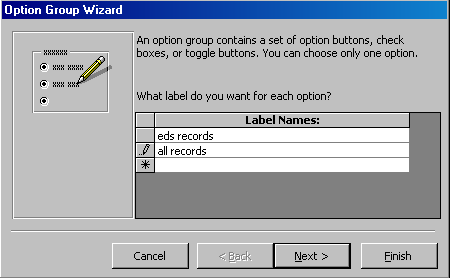 Option Group Wizard
An option group contains a set of option buttons, check
boxes, or toggle buttons. You can choose only one option.
What label do you want for each option?
Label Names:
eds records
all records
Cancel
< Back
Next >
Finish